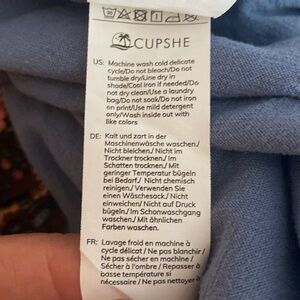 CUPSHE
US: Machine wash cold delicate
cycle/Do not bleach/Do not
tumble dry/Line dry in
shade/Cool iron if needed/Do
not dry clean/Use a laundry
bag/Do not soak/Do not iron
on print/Use mild detergent
only/Wash inside out with
like colors
DE: Kalt und zart in der
Maschinenwäsche waschen./
Nicht bleichen./ Nicht im
Trockner trocknen./ Im
Schatten trocknen./ Mit
geringer Temperatur bügeln
bei Bedarf./ Nicht chemisch
reinigen./ Verwenden Sie
einen Wäschesack./ Nicht
einweichen/ Nicht auf Druck
bügeln./ Im Schonwaschgang
waschen./ Mit ähnlichen
Farben waschen.
FR: Lavage froid en machine à
cycle délicat / Ne pas blanchir /
Ne pas sécher en machine /
Sécher à l'ombre / Repasser à
basse température si
nécessaire / Ne pas nettoyer